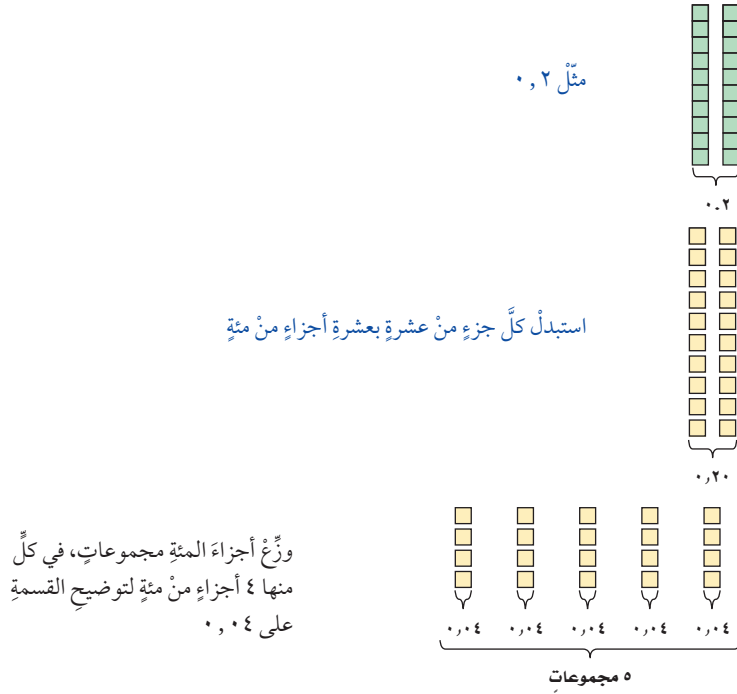 مثّلْ ٠,٢
٠.٢
استبدلْ كلَّ جزءٍ منْ عشرةٍ بعشرةِ أجزاءٍ منْ مئةٍ
٠,٢٠
وزِّعْ أجزاءَ المئةِ مجموعاتٍ، في كلٍّ
منها ٤ أجزاءٍ منْ مئةٍ لتوضيحِ القسمةِ
على ٠,٠٤
٠,٠٤ ٠,٠٤ ٠,٠٤ ٠,٠٤ ٠,٠٤
٥ مجموعاتٍ